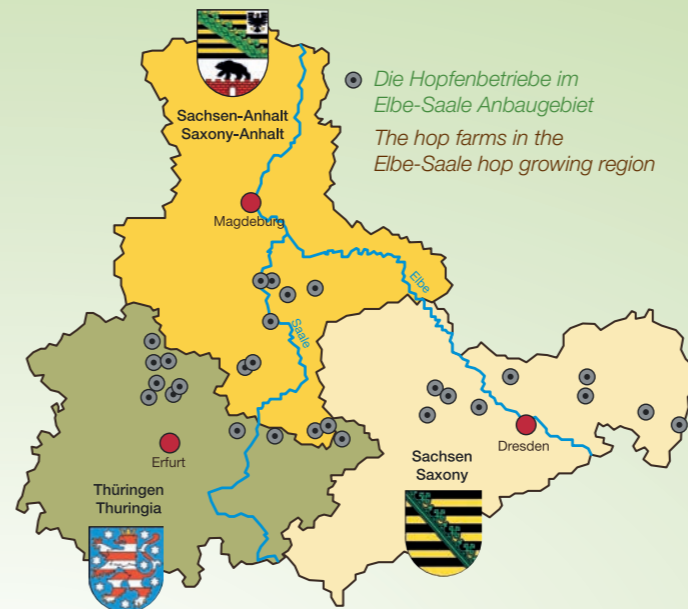 Die Hopfenbetriebe im
Elbe-Saale Anbaugebiet
The hop farms in the
Elbe-Saale hop growing region
Sachsen-Anhalt
Saxony-Anhalt
Magdeburg
Elbe
Saale
Erfurt
Dresden
Sachsen
Saxony
Thüringen
Thuringia